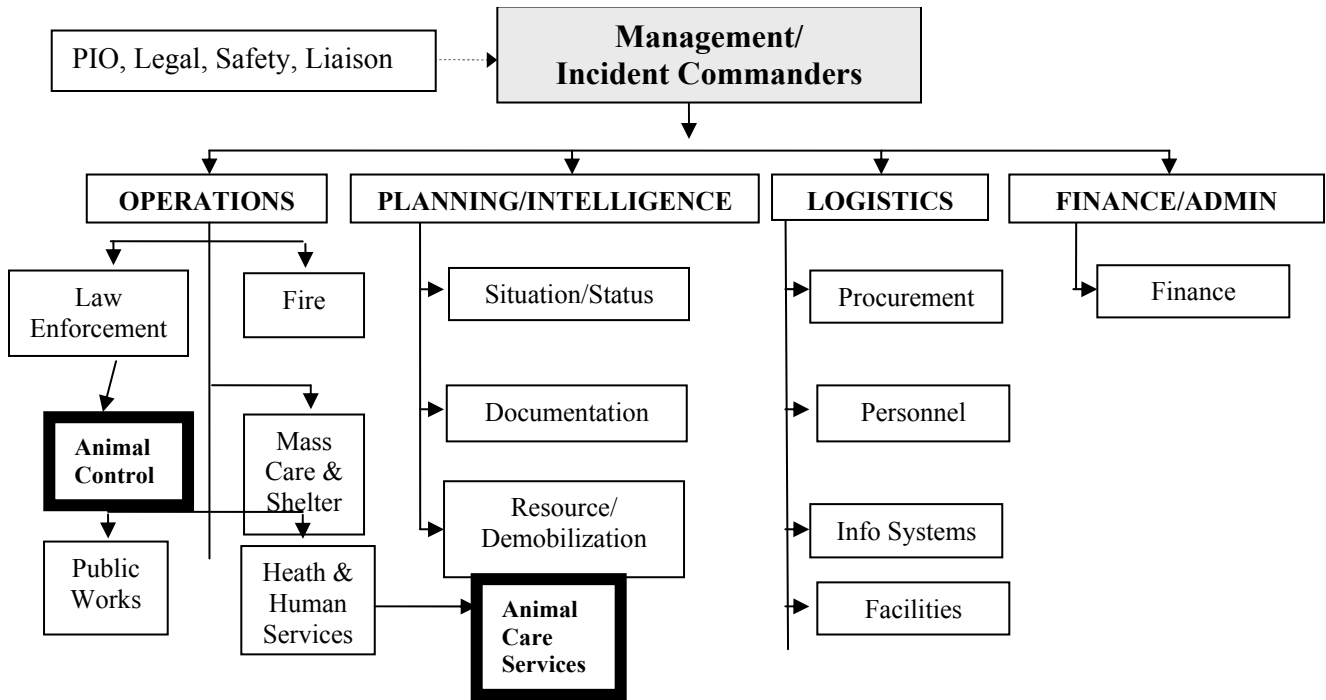 PIO, Legal, Safety, Liaison
Management/
Incident Commanders
OPERATIONS
PLANNING/INTELLIGENCE
LOGISTICS
FINANCE/ADMIN
Law
Enforcement
Fire
Situation/Status
Procurement
Finance
Animal
Control
Mass
Care &
Shelter
Documentation
Personnel
Public
Works
Heath &
Human
Services
Resource/
Demobilization
Info Systems
Animal
Care
Services
Facilities